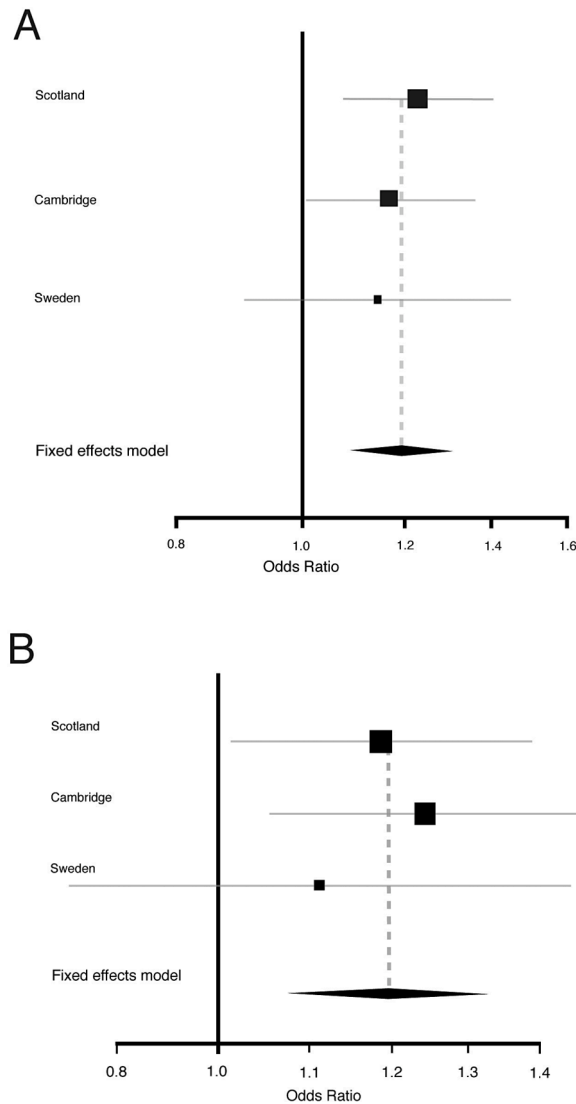 A
Scotland
Cambridge
Sweden
Fixed effects model
0.8 1.0 1.2 1.4 1.6
Odds Ratio
B
Scotland
Cambridge
Sweden
Fixed effects model
0.8 1.0 1.1 1.2 1.3 1.4
Odds Ratio